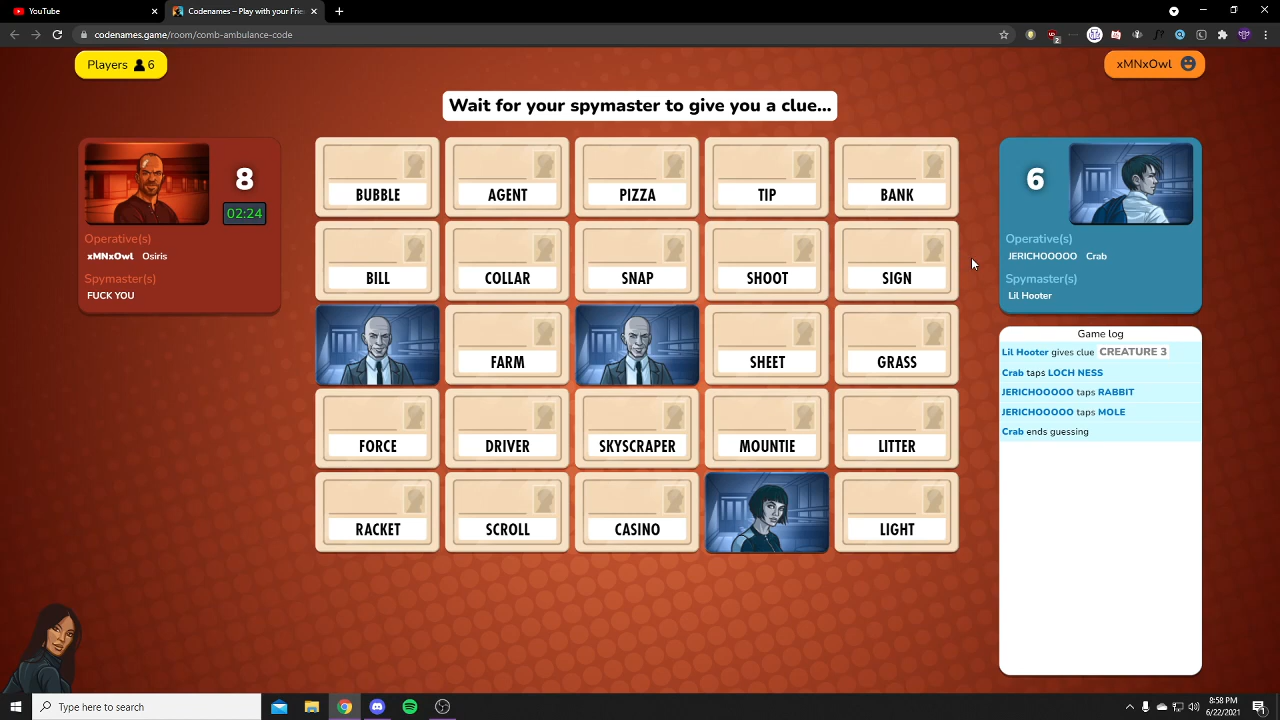 YouTube
Codenames – Play with your Frie
codenames.game/room/comb-ambulance-code
Players 6
xMNxOwl
Wait for your spymaster to give you a clue...
8
02:24
Operative(s)
xMNxOwl Osiris
Spymaster(s)
FUCK YOU
BUBBLE AGENT PIZZA TIP BANK
BILL COLLAR SNAP SHOOT SIGN
FARM SHEET GRASS
FORCE DRIVER SKYSCRAPER MOUNTIE LITTER
RACKET SCROLL CASINO LIGHT
6
Operative(s)
JERICHOOOOO Crab
Spymaster(s)
Lil Hooter
Game log
Lil Hooter gives clue CREATURE 3
Crab taps LOCH NESS
JERICHOOOOO taps RABBIT
JERICHOOOOO taps MOLE
Crab ends guessing
Type here to search
8:58 PM
6/22/2021